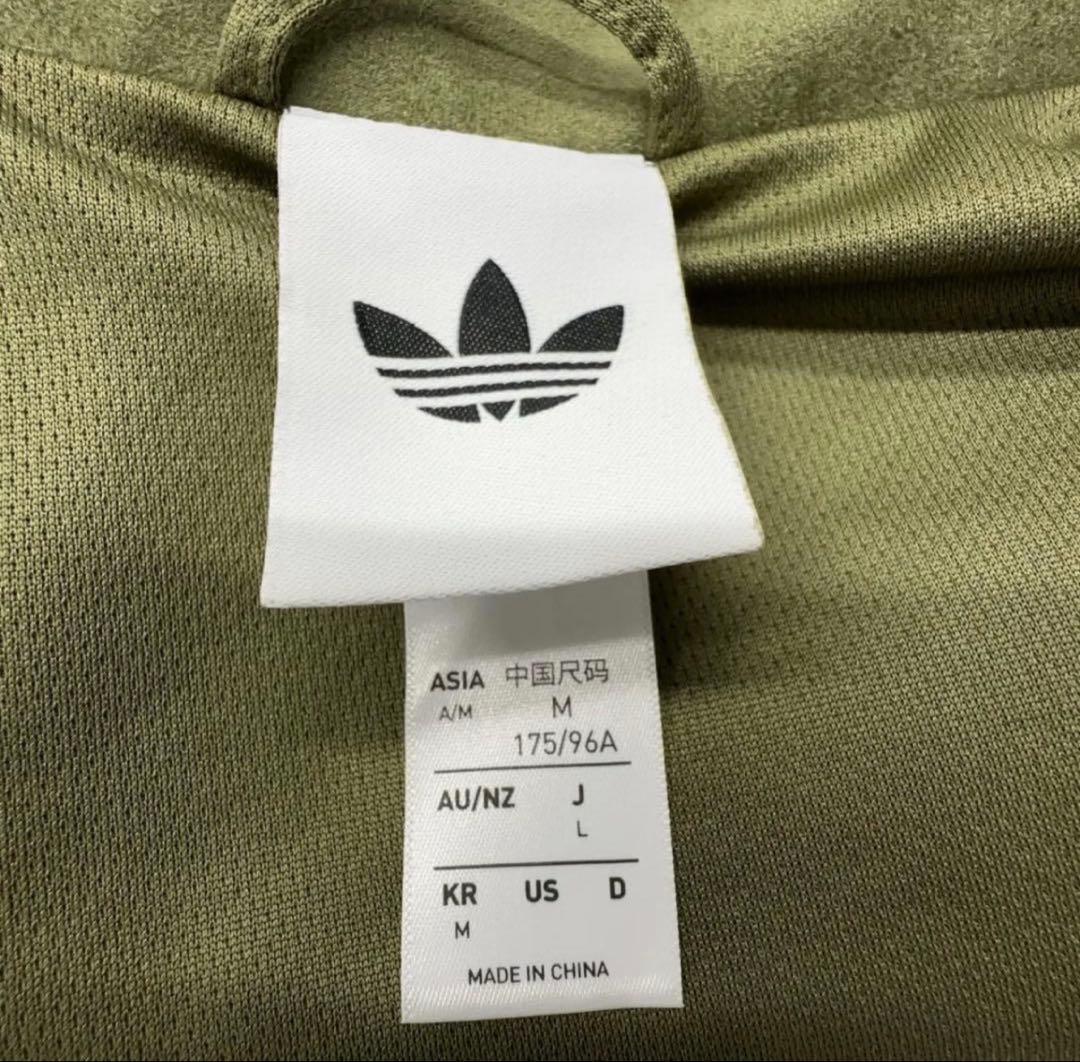 ASIA 中国尺码
A/M M
175/96A
AU/NZ J
L
KR US D
M
MADE IN CHINA